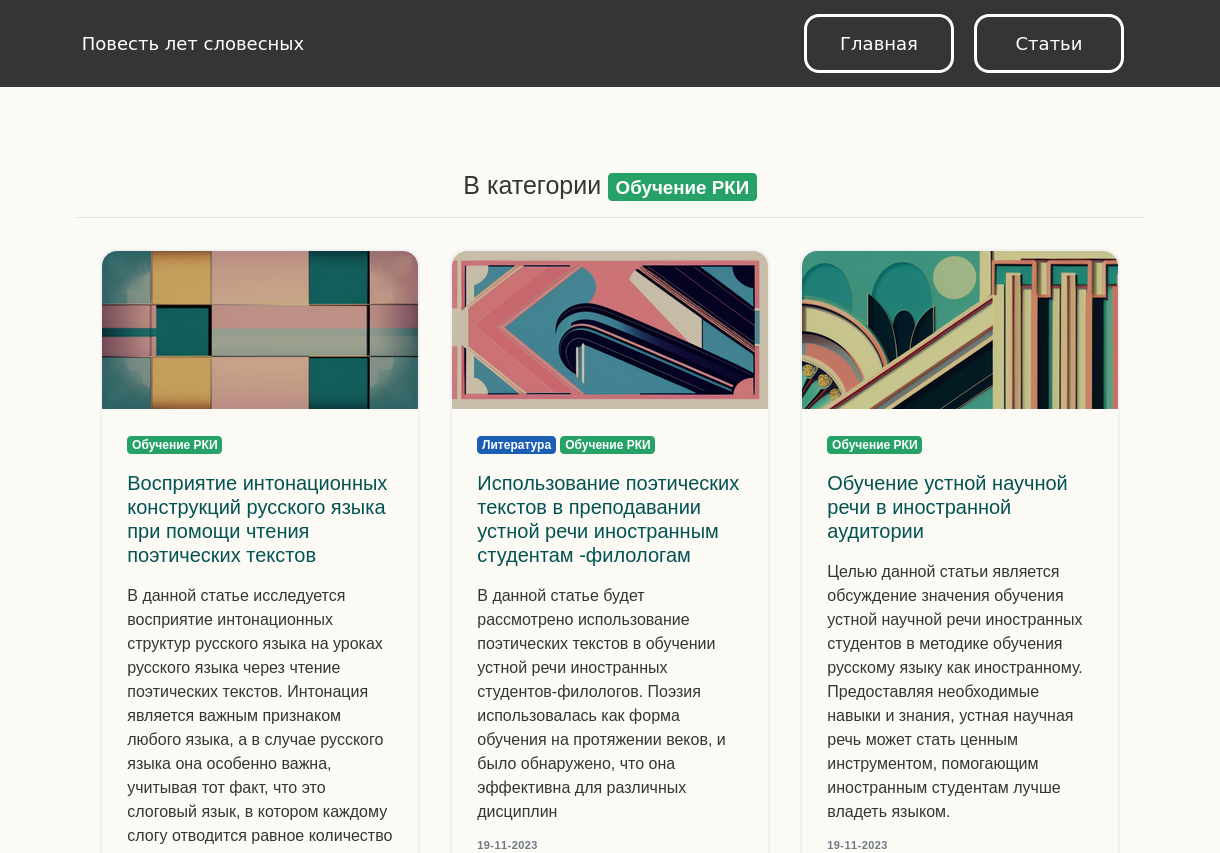 Повесть лет словесных
Главная
Статьи
В категории Обучение РКИ
Обучение РКИ
Восприятие интонационных
конструкций русского языка
при помощи чтения
поэтических текстов
В данной статье исследуется
восприятие интонационных
структур русского языка на уроках
русского языка через чтение
поэтических текстов. Интонация
является важным признаком
любого языка, а в случае русского
языка она особенно важна,
учитывая тот факт, что это
слоговый язык, в котором каждому
слогу отводится равное количество
Литература Обучение РКИ
Использование поэтических
текстов в преподавании
устной речи иностранным
студентам -филологам
В данной статье будет
рассмотрено использование
поэтических текстов в обучении
устной речи иностранных
студентов-филологов. Поэзия
использовалась как форма
обучения на протяжении веков, и
было обнаружено, что она
эффективна для различных
дисциплин
19-11-2023
Обучение РКИ
Обучение устной научной
речи в иностранной
аудитории
Целью данной статьи является
обсуждение значения обучения
устной научной речи иностранных
студентов в методике обучения
русскому языку как иностранному.
Предоставляя необходимые
навыки и знания, устная научная
речь может стать ценным
инструментом, помогающим
иностранным студентам лучше
владеть языком.
19-11-2023